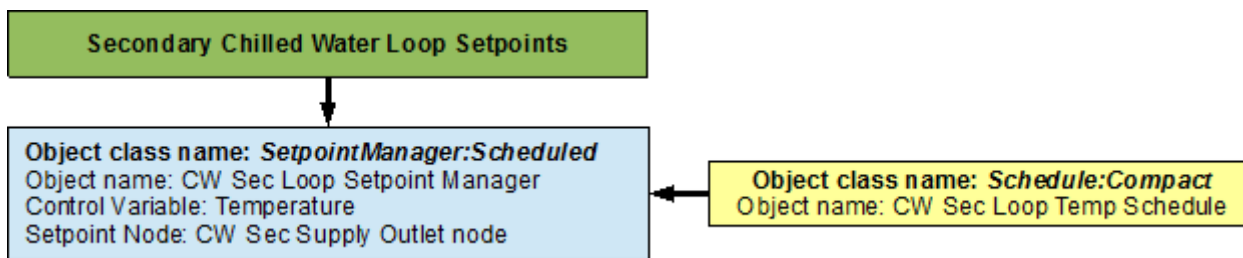 Secondary Chilled Water Loop Setpoints
Object class name: SetpointManager:Scheduled
Object name: CW Sec Loop Setpoint Manager
Control Variable: Temperature
Setpoint Node: CW Sec Supply Outlet node
Object class name: Schedule:Compact
Object name: CW Sec Loop Temp Schedule